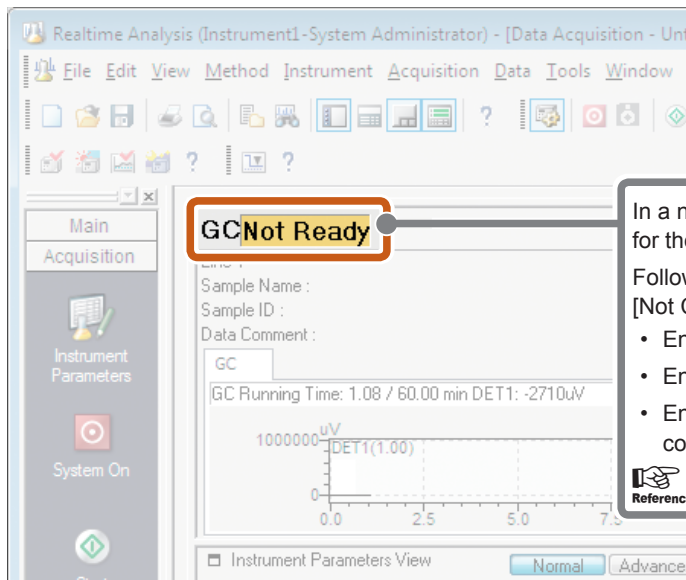 Realtime Analysis (Instrument1-System Administrator) - [Data Acquisition - Unt
File Edit View Method Instrument Acquisition Data Tools Window
? 
? ?
Main
Acquisition
Instrument
Parameters
System On
GC Not Ready
Sample Name :
Sample ID :
Data Comment :
GC
GC Running Time: 1.08 / 60.00 min DET1: -2710uV
uV
1000000
DET1(1.00)
0
0.0 2.5 5.0 7.5
Instrument Parameters View Normal Advance
In a n
for the
Follow
[Not C
• En
• En
• En
co
Referenc